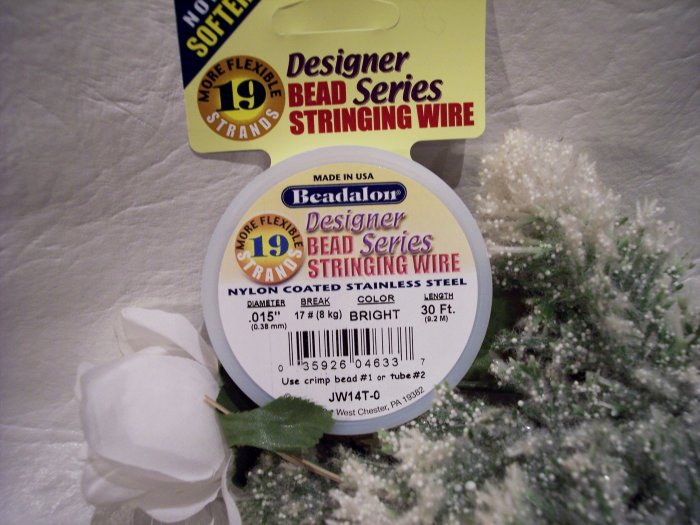 SOFTER
MORE FLEXIBLE
19
STRANDS
Designer
BEAD Series
STRINGING WIRE
MADE IN USA
Beadalon®
MORE FLEXIBLE
19
STRANDS
Designer
BEAD Series
STRINGING WIRE
NYLON COATED STAINLESS STEEL
DIAMETER BREAK COLOR LENGTH
.015" 17 # (8 kg) BRIGHT 30 Ft.
(0.38 mm) (9.2 M)
0 35926 04633 7
Use crimp bead #1 or tube #2
JW14T-0
West Chester, PA 19382